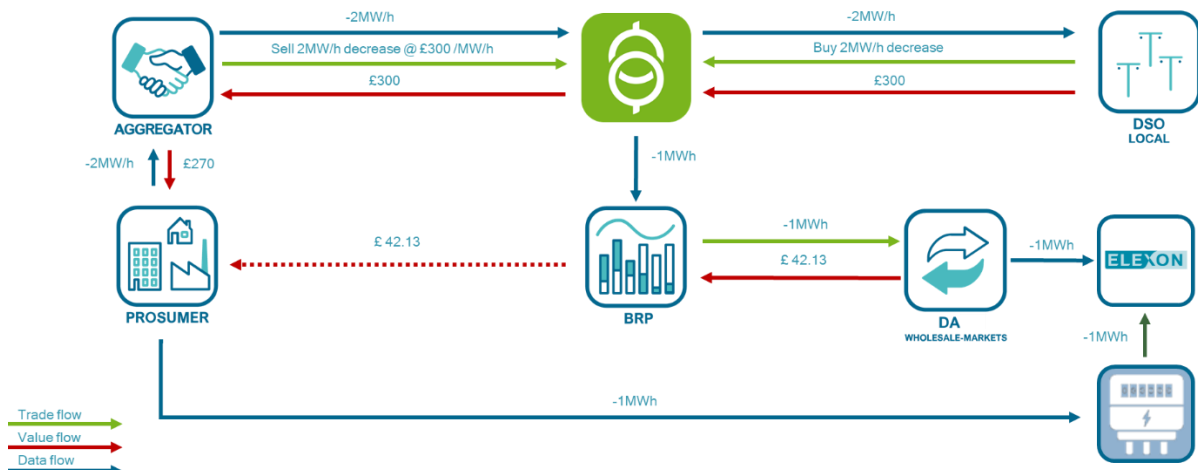 -2MW/h
-2MW/h
Sell 2MW/h decrease @ £300 /MW/h
Buy 2MW/h decrease
£300
£300
AGGREGATOR
DSO
LOCAL
-2MW/h
£270
-1MWh
£ 42.13
-1MWh
£ 42.13
-1MWh
ELEXON
PROSUMER
BRP
DA
WHOLESALE-MARKETS
-1MWh
-1MWh
Trade flow
Value flow
Data flow